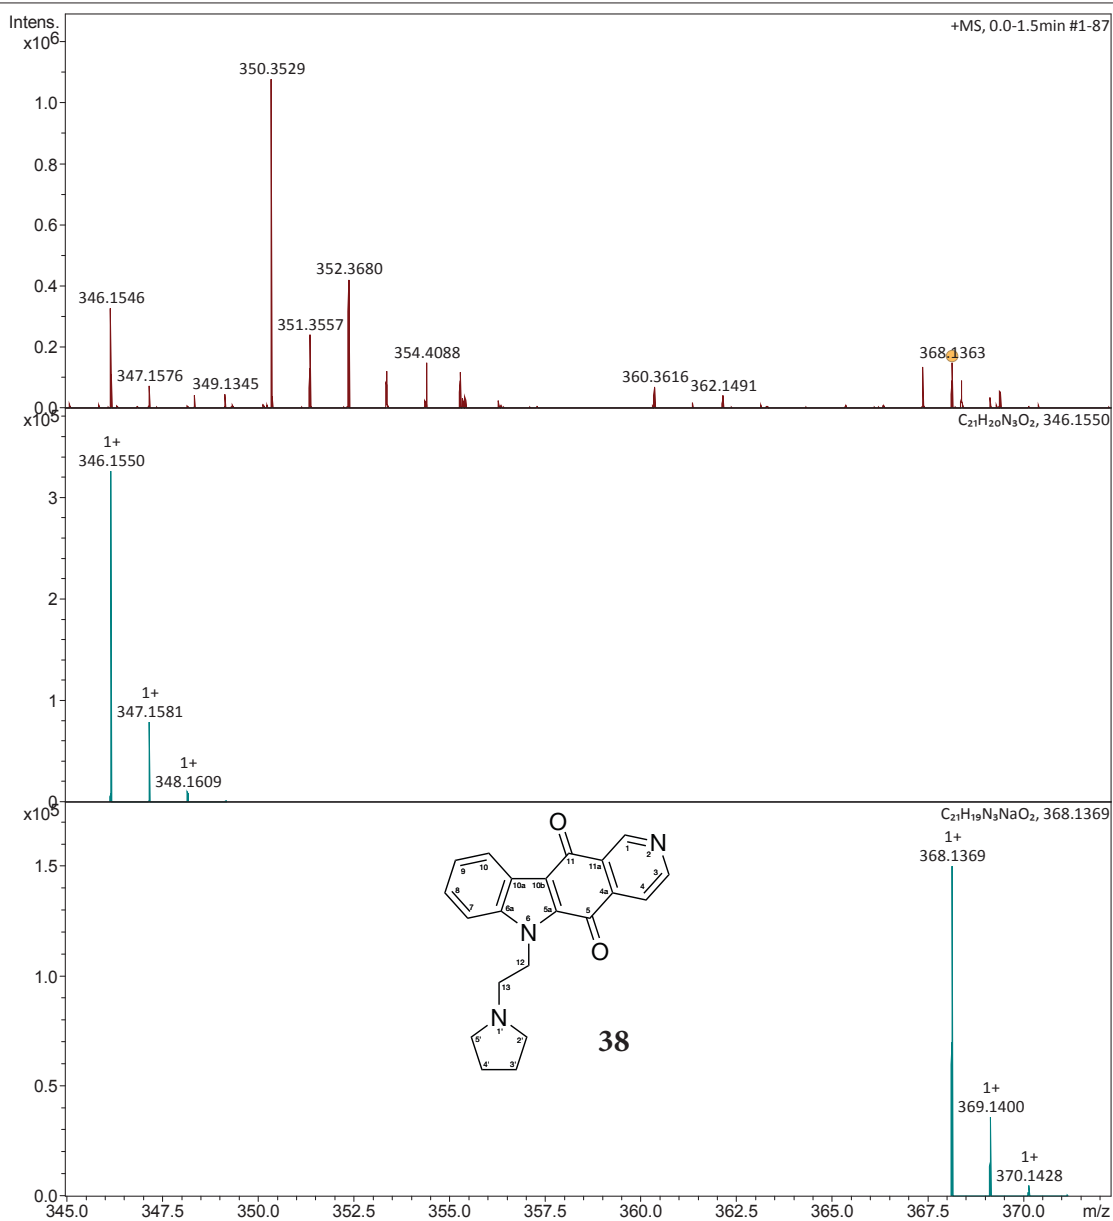 Intens.
x10⁶
+MS, 0.0-1.5min #1-87
350.3529
1.0
0.8
0.6
352.3680
0.4
346.1546
351.3557
0.2
354.4088
368.1363
347.1576
349.1345
360.3616
362.1491
0.0
x10⁵
C₂₁H₂₀N₃O₂, 346.1550
1+
346.1550
3
2
1+
347.1581
1
1+
348.1609
0
x10⁵
C₂₁H₁₉N₃NaO₂, 368.1369
1+
368.1369
1.5
O
N
11
1
2
10
11a
9
3
10a
10b
8
4a
4
7
6a
5a
5
6
N
O
12
13
N
1'
5'
2'
4'
3'
38
1.0
1+
369.1400
0.5
1+
370.1428
0.0
345.0 347.5 350.0 352.5 355.0 357.5 360.0 362.5 365.0 367.5 370.0 m/z